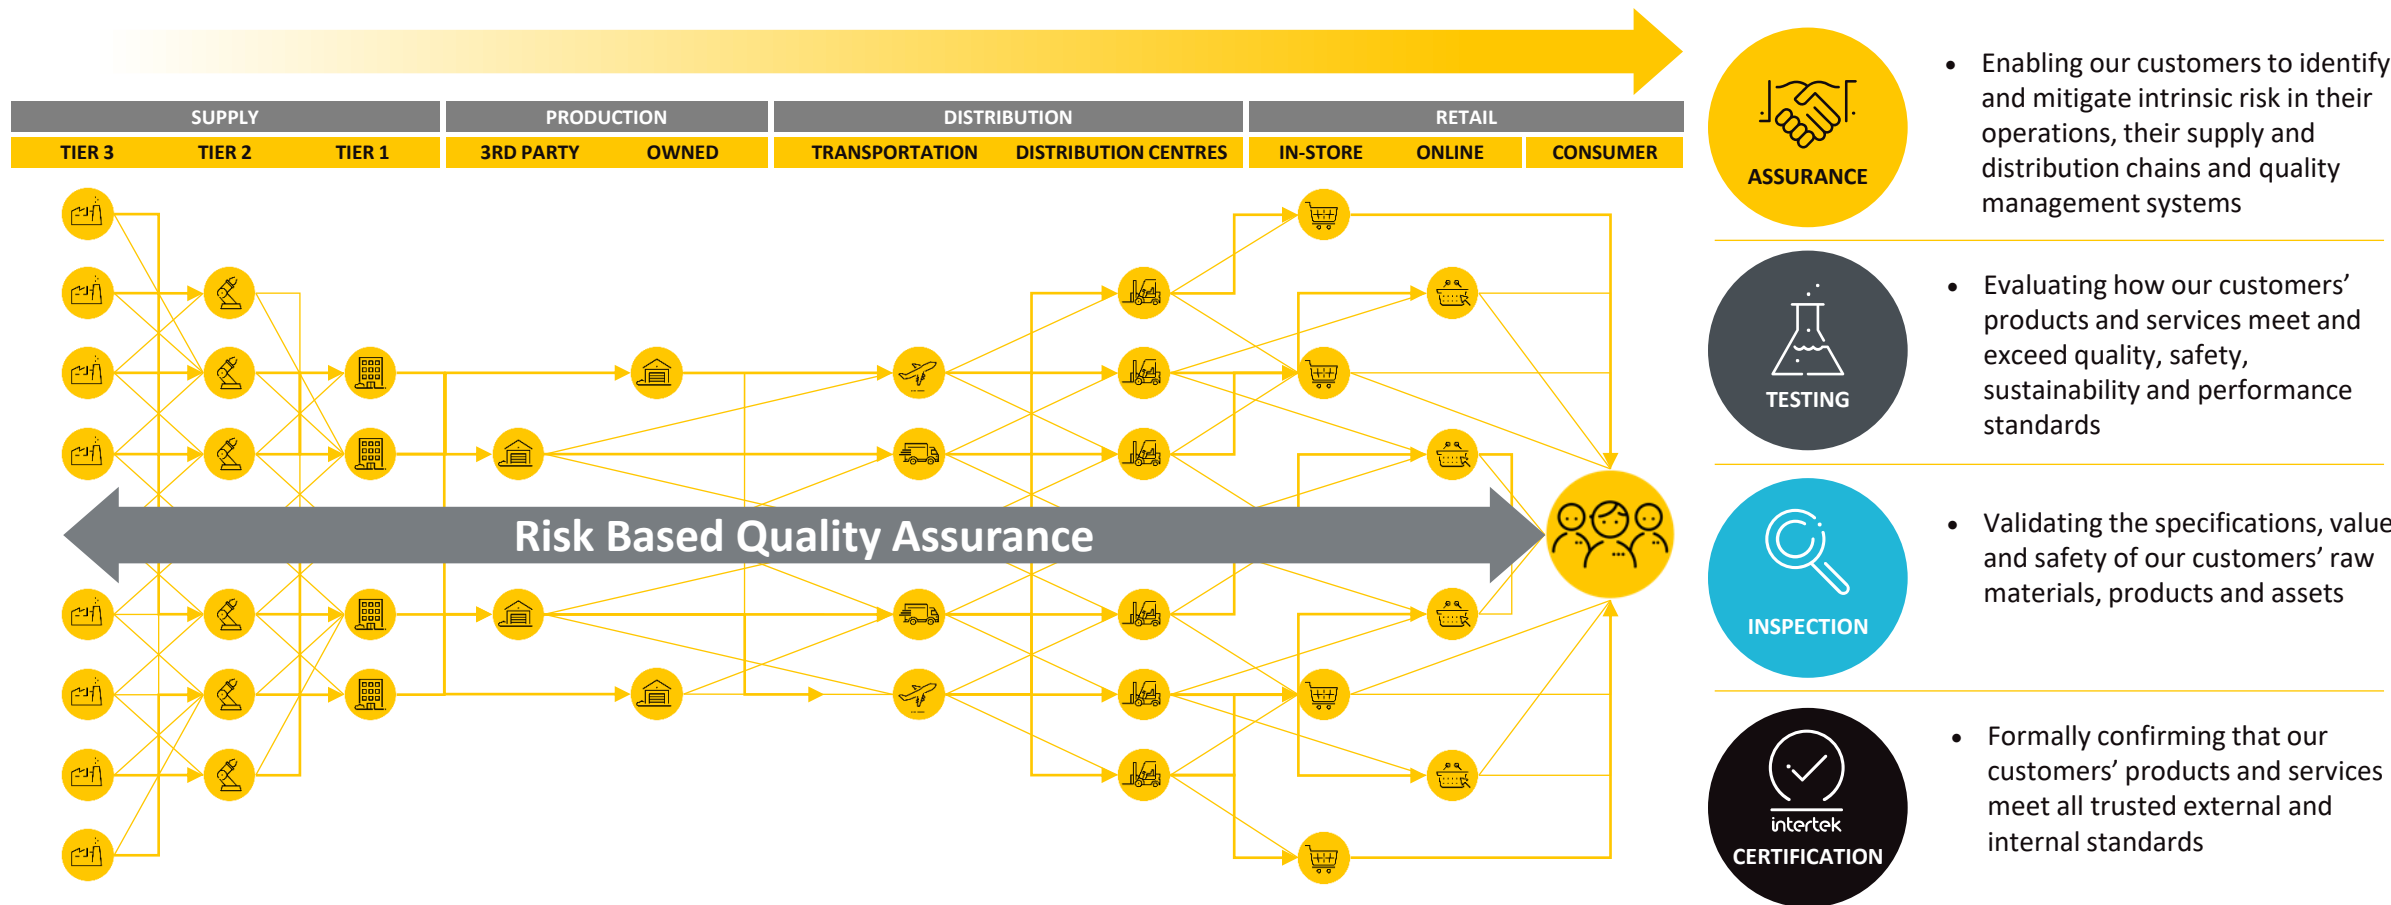 SUPPLY PRODUCTION DISTRIBUTION RETAIL
TIER 3 TIER 2 TIER 1 3RD PARTY OWNED TRANSPORTATION DISTRIBUTION CENTRES IN-STORE ONLINE CONSUMER
Risk Based Quality Assurance
ASSURANCE
• Enabling our customers to identify
and mitigate intrinsic risk in their
operations, their supply and
distribution chains and quality
management systems
TESTING
• Evaluating how our customers’
products and services meet and
exceed quality, safety,
sustainability and performance
standards
INSPECTION
• Validating the specifications, value
and safety of our customers’ raw
materials, products and assets
intertek
CERTIFICATION
• Formally confirming that our
customers’ products and services
meet all trusted external and
internal standards